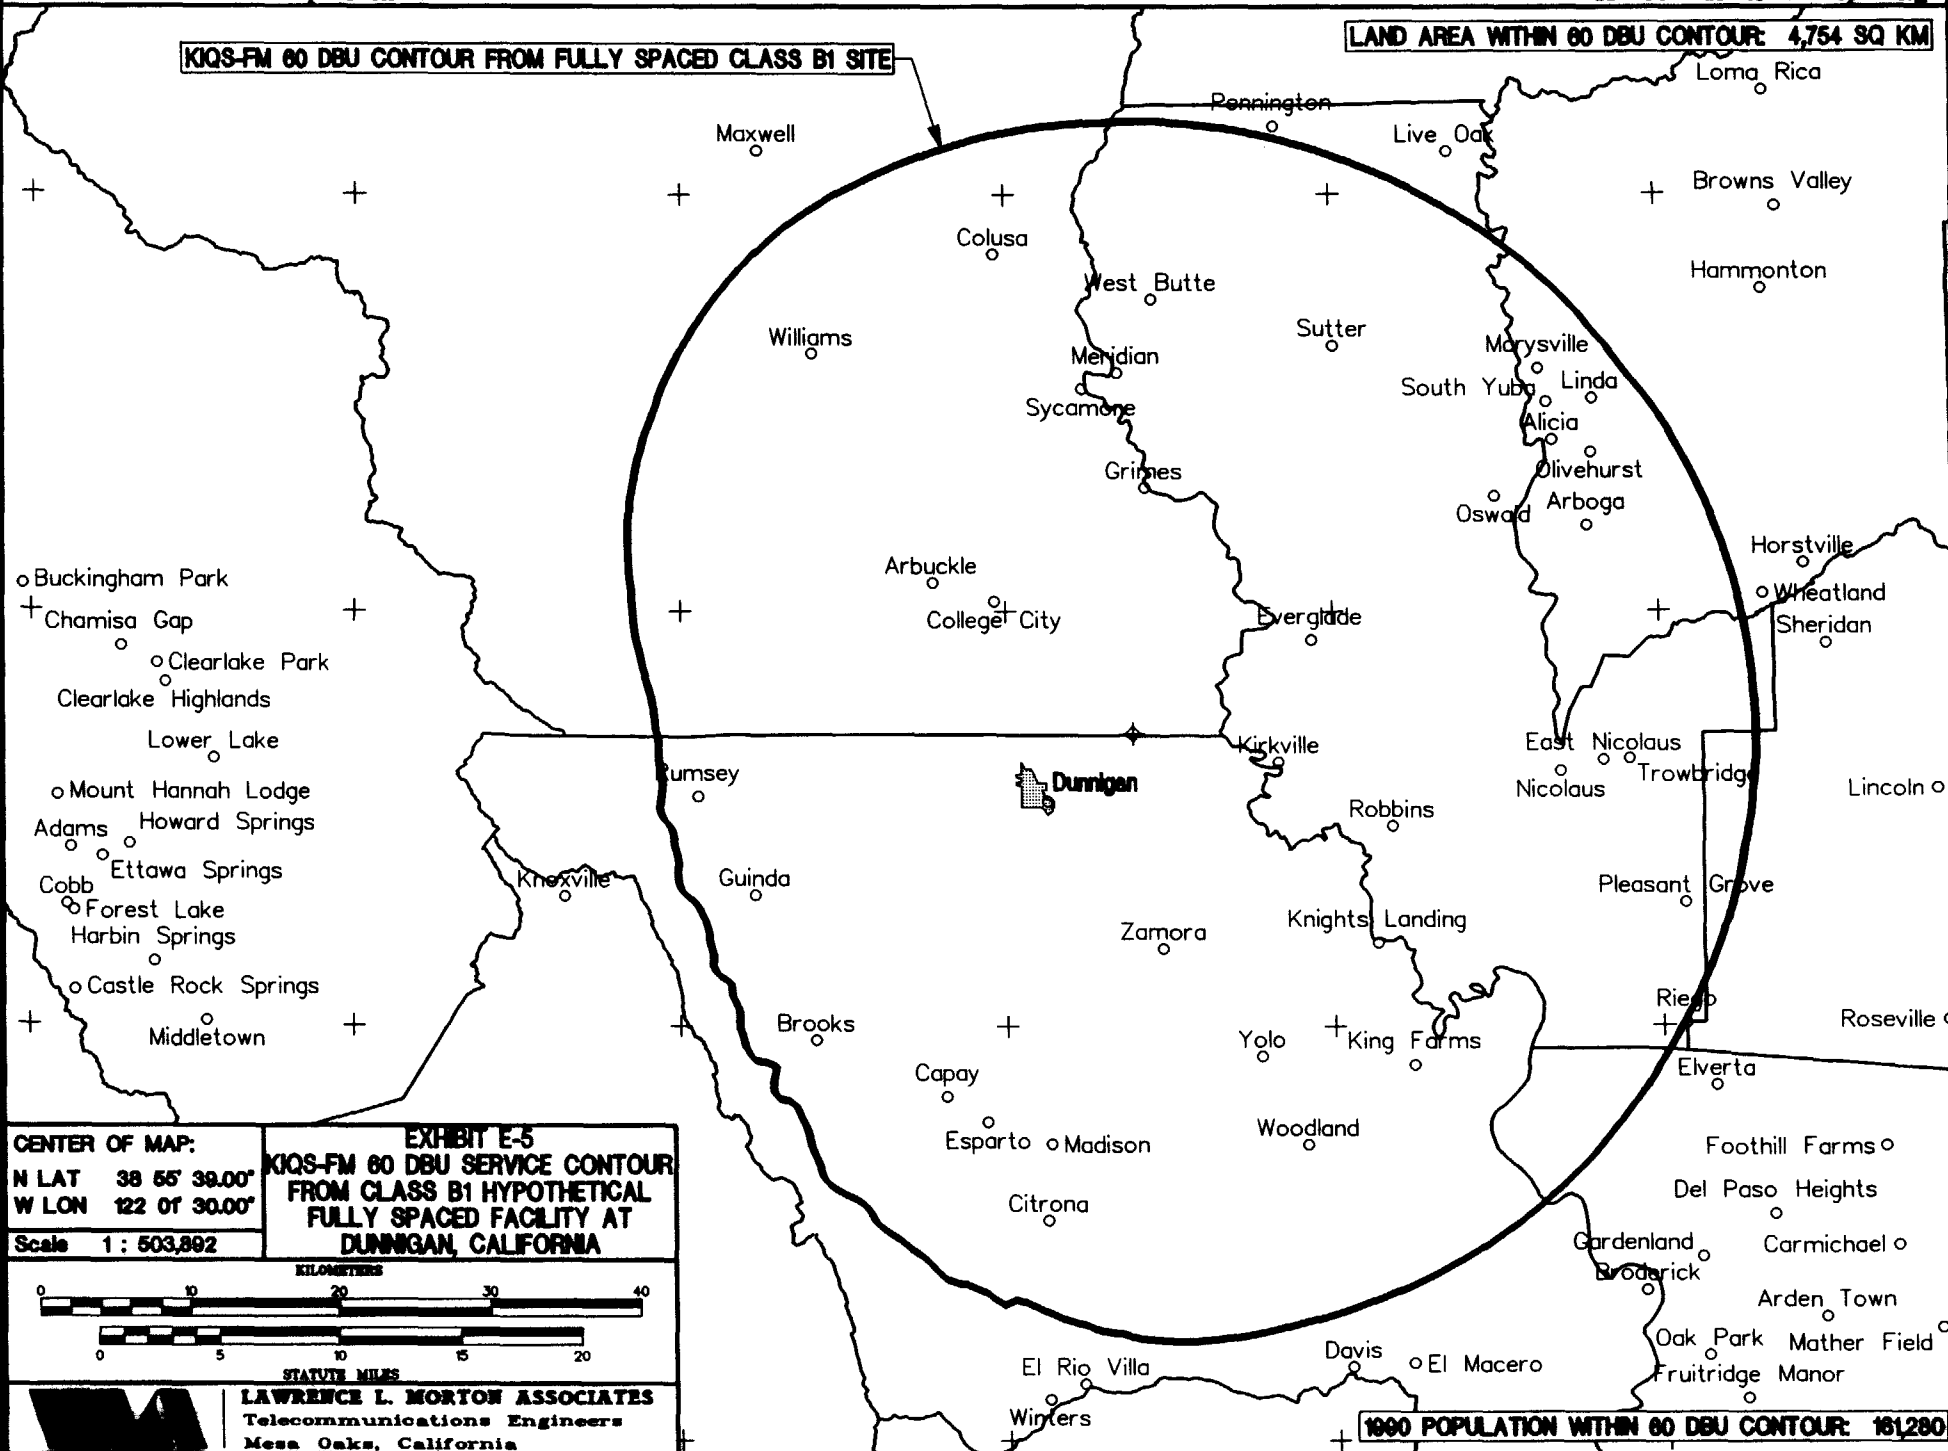 KIQS-FM 60 DBU CONTOUR FROM FULLY SPACED CLASS B1 SITE
LAND AREA WITHIN 60 DBU CONTOUR: 4,754 SQ KM
Loma Rica
Pennington
Maxwell
Live Oak
Browns Valley
Colusa
Hammonton
West Butte
Sutter
Williams
Marysville
Meridian
South Yuba
Linda
Sycamore
Alicia
Grimes
Olivehurst
Oswald
Arboga
Horstville
Arbuckle
Buckingham Park
Wheatland
College City
Everglade
Chamisa Gap
Sheridan
Clearlake Park
Clearlake Highlands
Lower Lake
Kirkville
East Nicolaus
Rumsey
Dunnigan
Trowbridge
Mount Hannah Lodge
Nicolaus
Lincoln
Robbins
Adams
Howard Springs
Ettawa Springs
Cobb
Knoxville
Guinda
Pleasant Grove
Forest Lake
Knights Landing
Harbin Springs
Zamora
Castle Rock Springs
Riego
Middletown
Brooks
Yolo
King Farms
Roseville
Capay
Elverta
Esparto
Madison
Woodland
Foothill Farms
Del Paso Heights
Citrona
Gardenland
Carmichael
Broderick
Arden Town
Oak Park
Mather Field
El Rio Villa
Davis
El Macero
Fruitridge Manor
Winters
CENTER OF MAP:
N LAT 38 55' 39.00"
W LON 122 01' 30.00"
Scale 1 : 503,892
EXHIBIT E-5
KIQS-FM 60 DBU SERVICE CONTOUR
FROM CLASS B1 HYPOTHETICAL
FULLY SPACED FACILITY AT
DUNNIGAN, CALIFORNIA
KILOMETERS
0 10 20 30 40
0 5 10 15 20
STATUTE MILES
LAWRENCE L. MORTON ASSOCIATES
Telecommunications Engineers
Mesa Oaks, California
1990 POPULATION WITHIN 60 DBU CONTOUR: 161,280